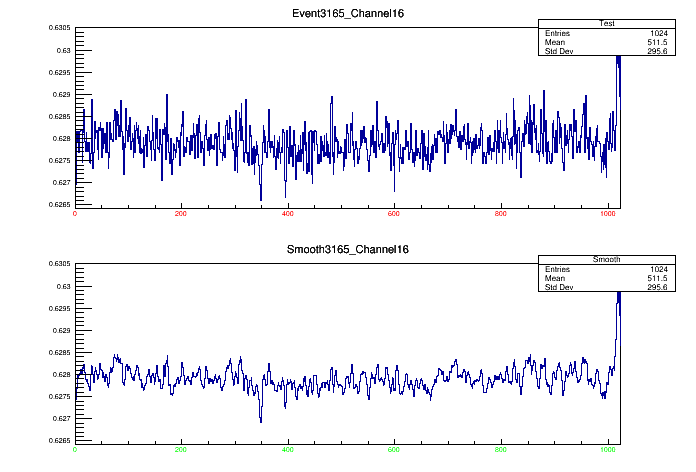 Event3165_Channel16
Test
Entries 1024
Mean 511.5
Std Dev 295.6
0.6305
0.63
0.6295
0.629
0.6285
0.628
0.6275
0.627
0.6265
0 200 400 600 800 1000
Smooth3165_Channel16
Smooth
Entries 1024
Mean 511.5
Std Dev 295.6
0.6305
0.63
0.6295
0.629
0.6285
0.628
0.6275
0.627
0.6265
0 200 400 600 800 1000